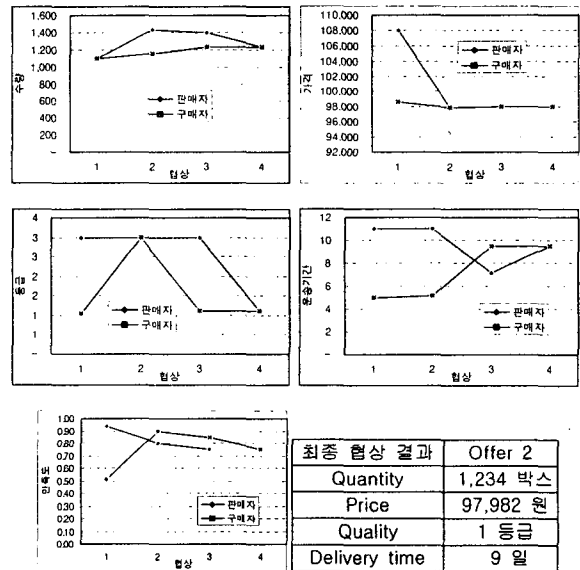 1,600
1,400
1,200
1,000
800
600
400
200
-
수량
판매자
구매자
1 2 3 4
협상
110.000
108.000
106.000
104.000
102.000
100.000
98.000
96.000
94.000
92.000
가격
판매자
구매자
1 2 3 4
협상
4
3
3
2
2
1
1
-
등급
판매자
구매자
1 2 3 4
협상
12
10
8
6
4
2
-
운송기간
판매자
구매자
1 2 3 4
협상
1.00
0.90
0.80
0.70
0.60
0.50
0.40
0.30
0.20
0.10
0.00
만족도
판매자
구매자
1 2 3 4
협상
최종 협상 결과 Offer 2
Quantity 1,234 박스
Price 97,982 원
Quality 1 등급
Delivery time 9 일